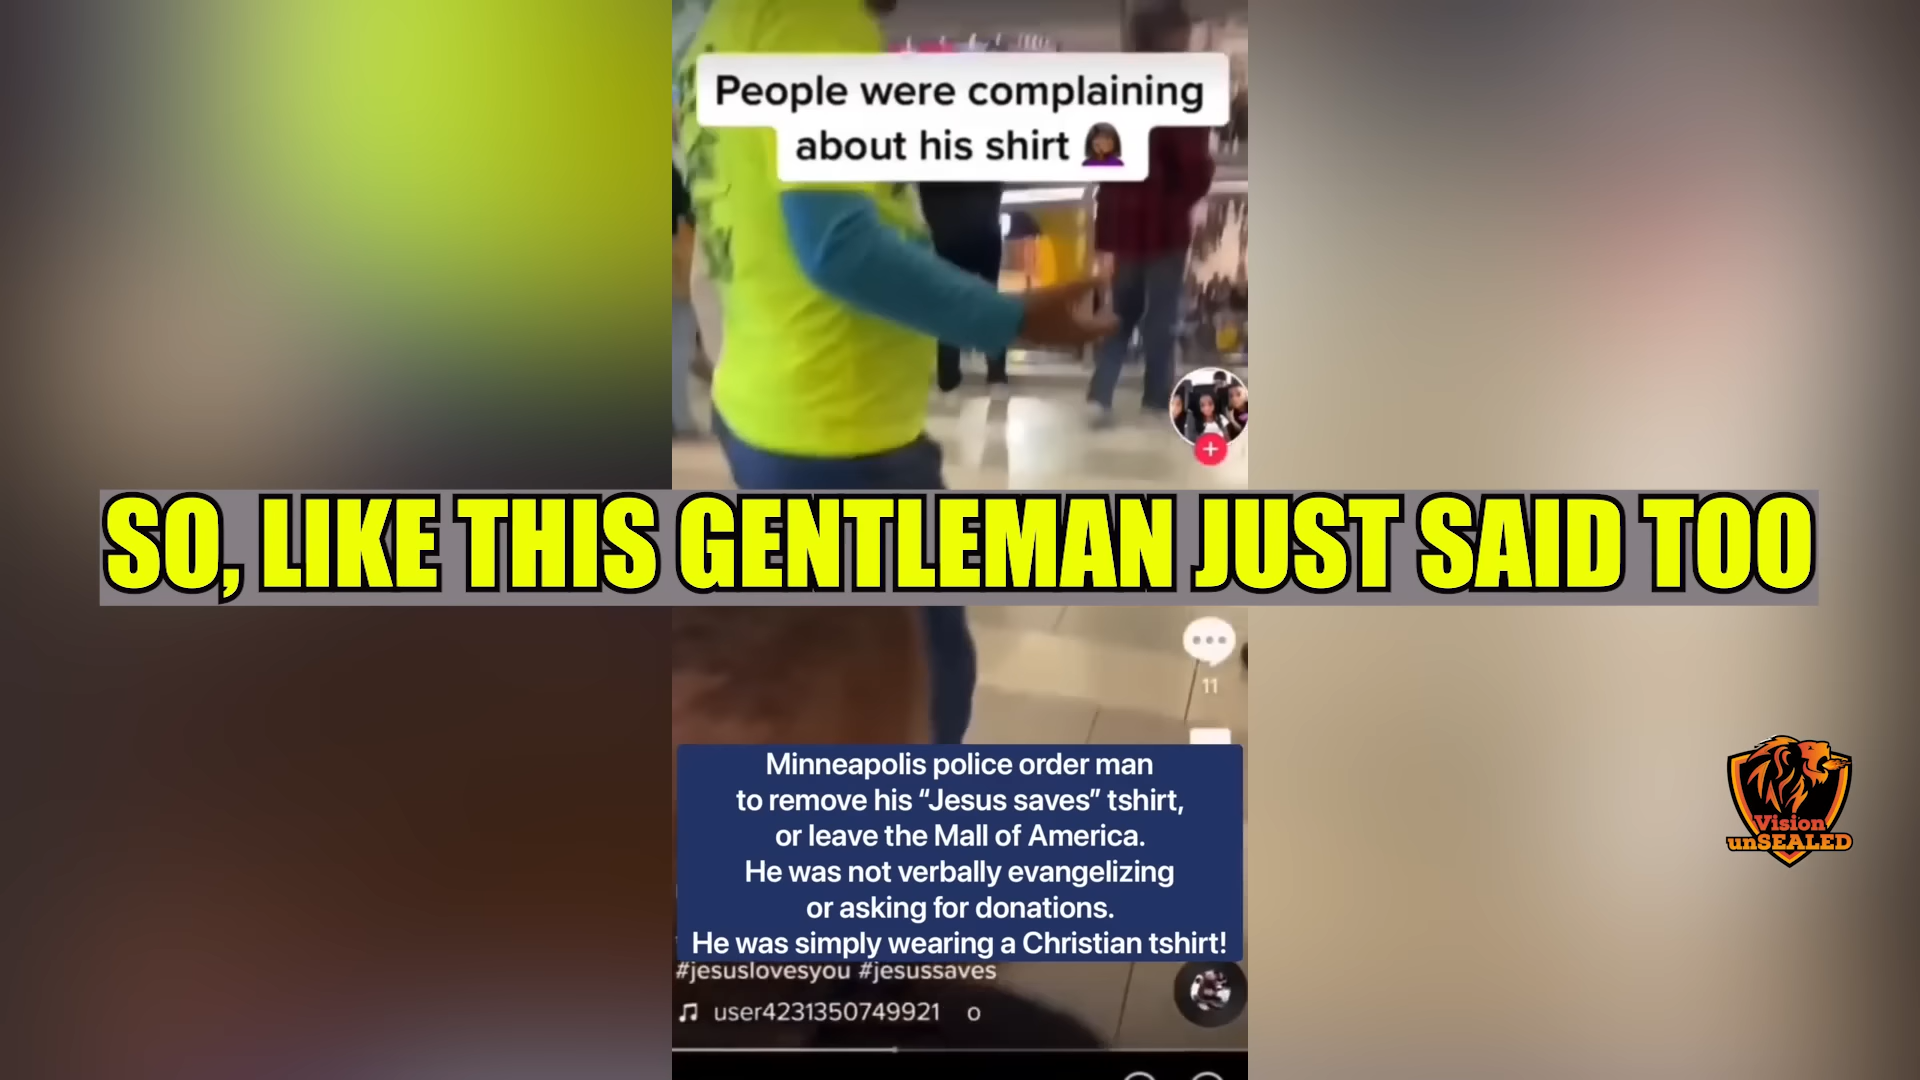 People were complaining
about his shirt 🤦🏾‍♀️
SO, LIKE THIS GENTLEMAN JUST SAID TOO
11
Minneapolis police order man
to remove his “Jesus saves” tshirt,
or leave the Mall of America.
He was not verbally evangelizing
or asking for donations.
He was simply wearing a Christian tshirt!
Vision
unSEALED
#jesuslovesyou #jesussaves
user4231350749921 o